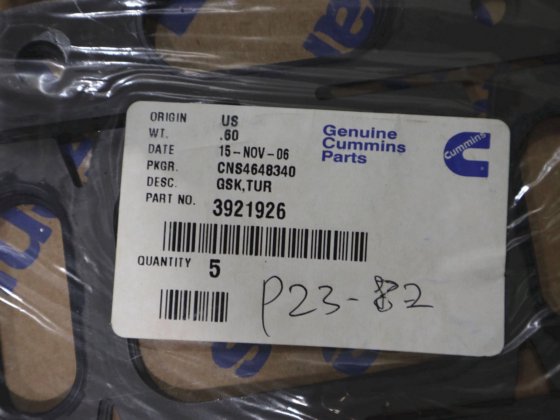 ORIGIN US
WT. .60
DATE 15-NOV-06
PKGR. CNS4648340
DESC. GSK,TUR
PART NO. 3921926
QUANTITY 5
Genuine
Cummins
Parts
Cummins
P23-82